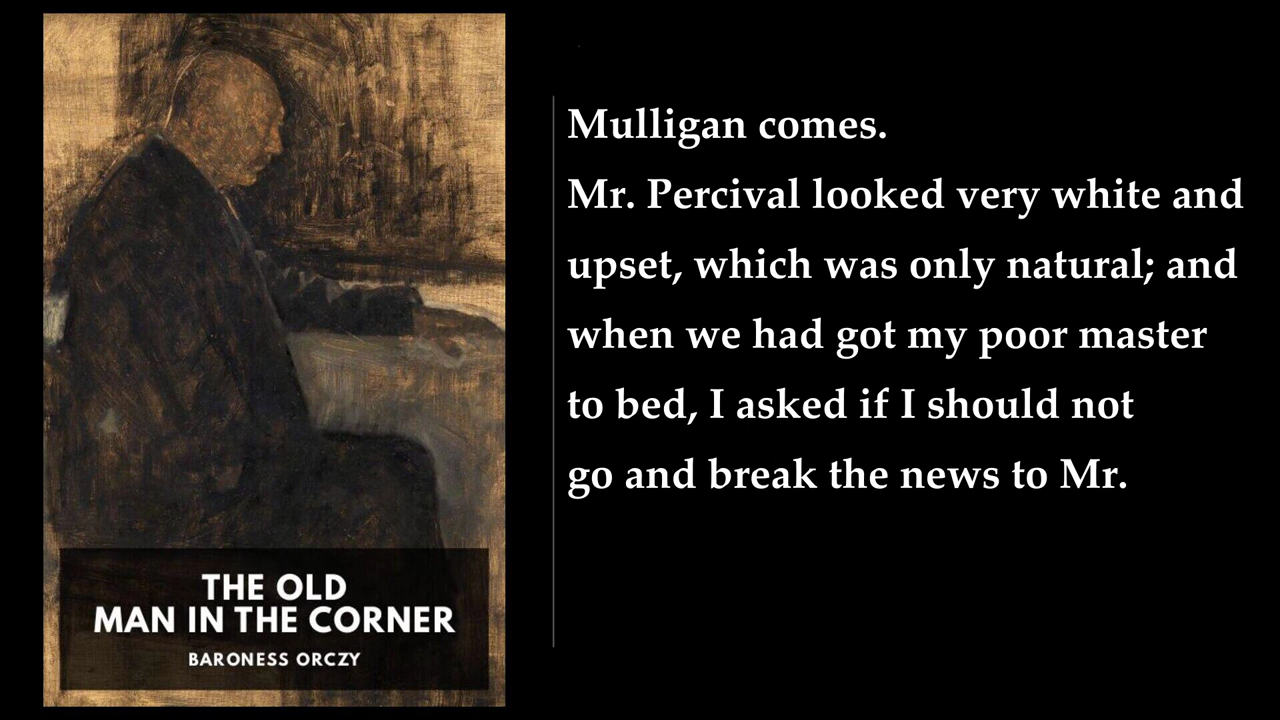 Mulligan comes.
Mr. Percival looked very white and
upset, which was only natural; and
when we had got my poor master
to bed, I asked if I should not
go and break the news to Mr.
THE OLD
MAN IN THE CORNER
BARONESS ORCZY